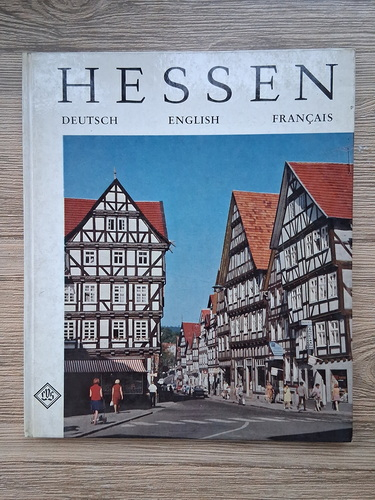 HESSEN
DEUTSCH ENGLISH FRANÇAIS